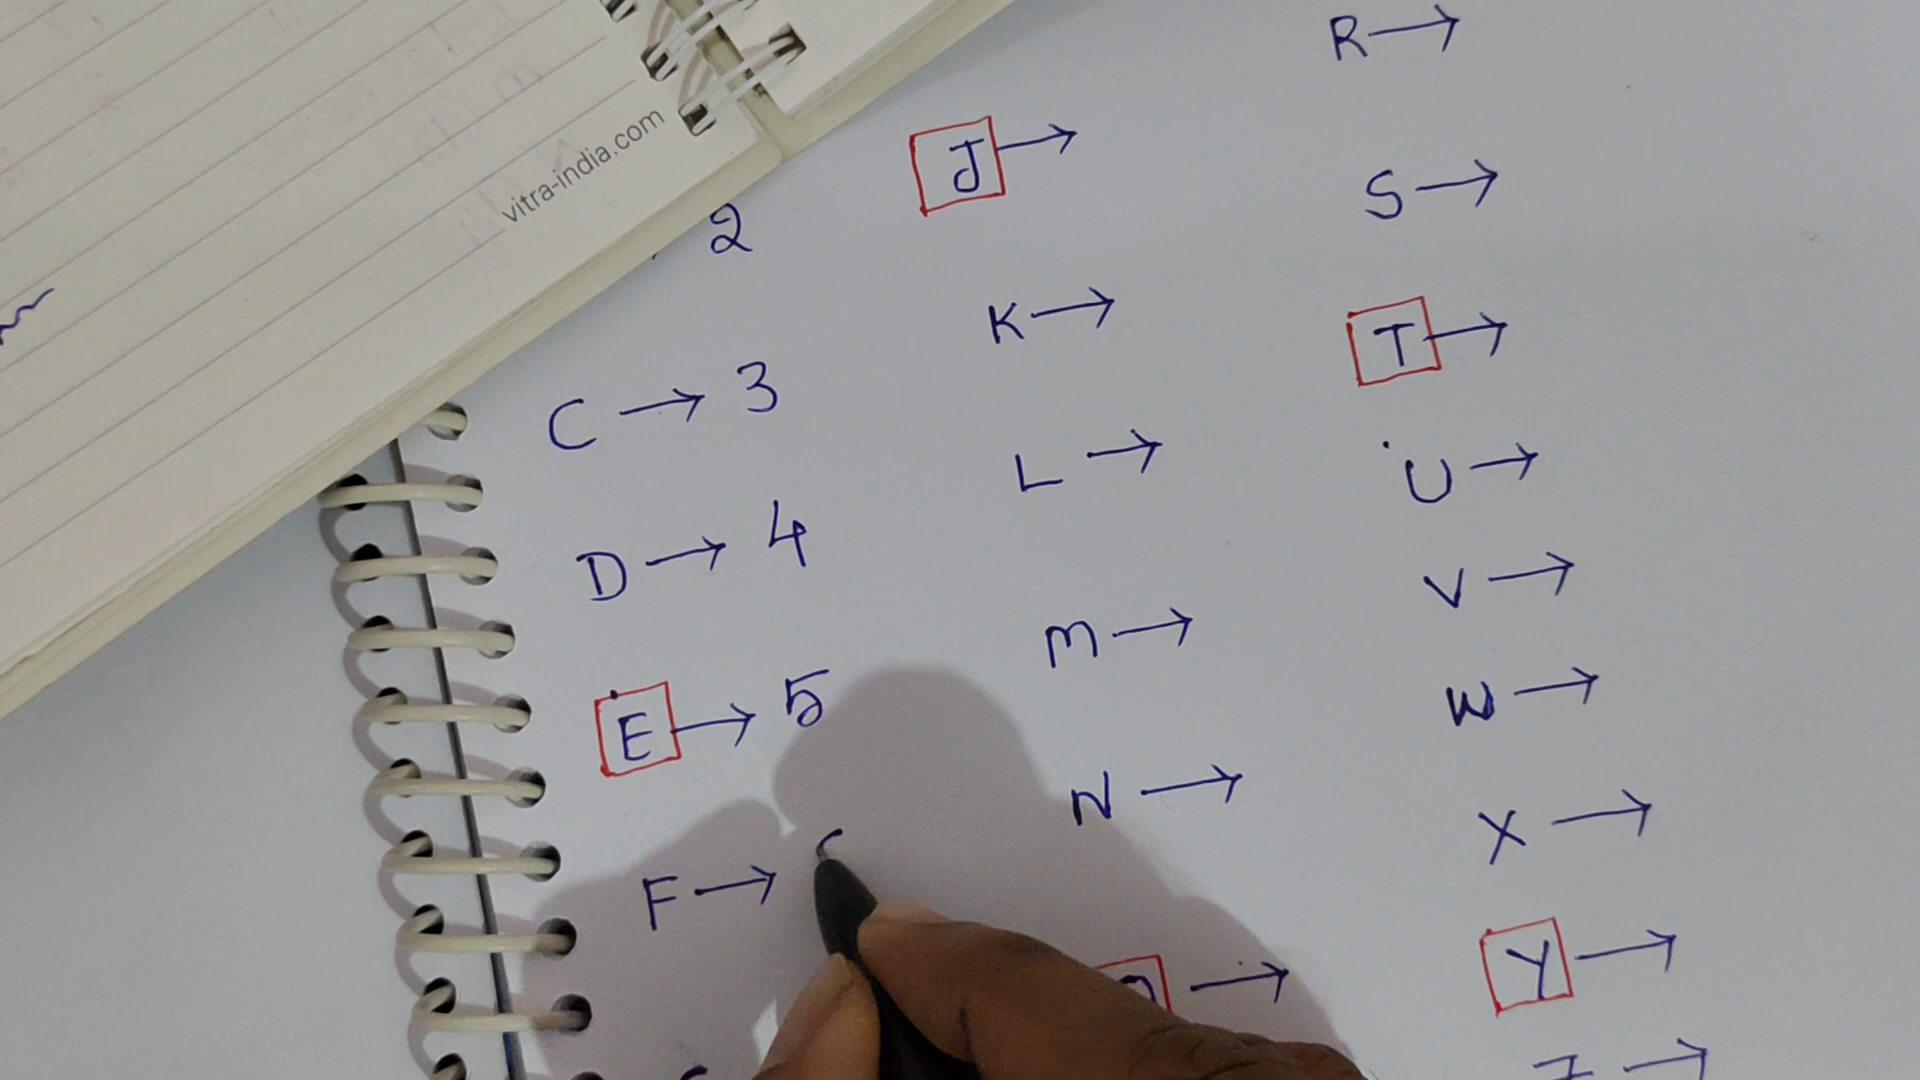 vitra-india.com
2
C → 3
D → 4
E → 5
F →
J →
K →
L →
M →
N →
→
R →
S →
T →
U →
V →
W →
X →
Y →
Z →